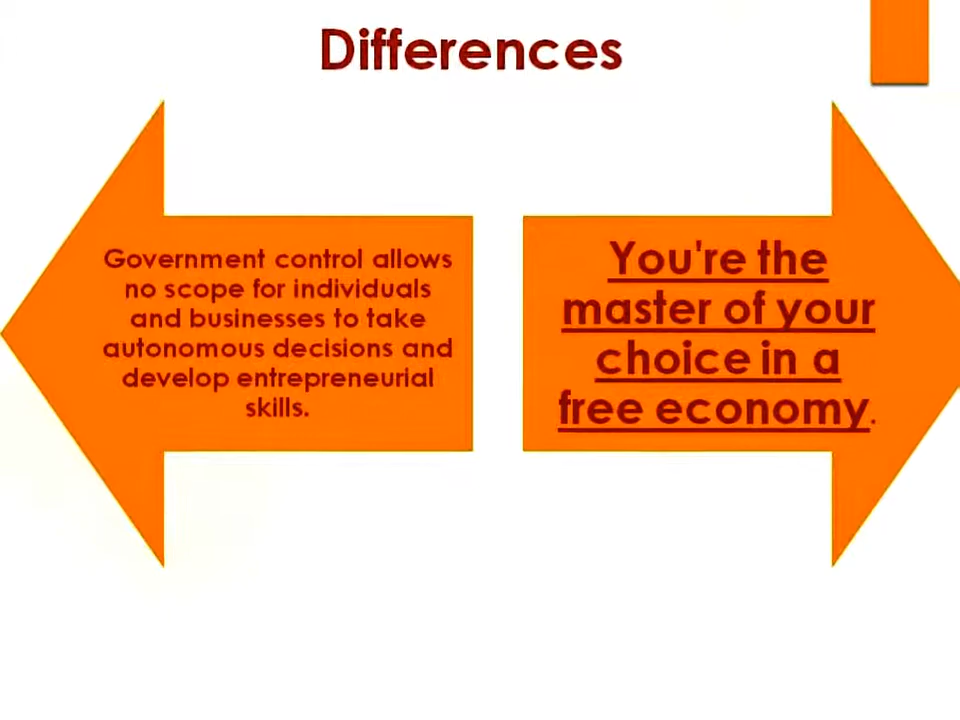 Differences
Government control allows
no scope for individuals
and businesses to take
autonomous decisions and
develop entrepreneurial
skills.
You're the
master of your
choice in a
free economy.